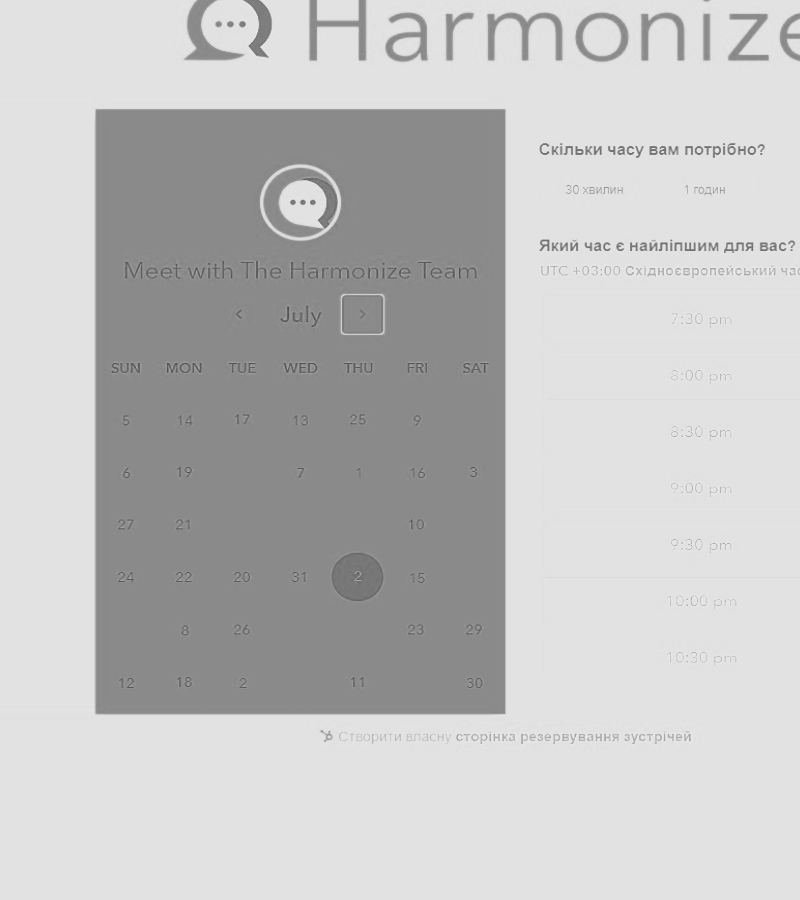 Harmonize
Meet with The Harmonize Team
July
SUN MON TUE WED THU FRI SAT
5 14 17 13 25 9
6 19 7 1 16 3
27 21 10
24 22 20 31 2 15
8 26 23 29
12 18 2 11 30
Скільки часу вам потрібно?
30 хвилин 1 годин
Який час є найліпшим для вас?
UTC +03:00 Східноєвропейський час
7:30 pm
8:00 pm
8:30 pm
9:00 pm
9:30 pm
10:00 pm
10:30 pm
Створити власну сторінка резервування зустрічей